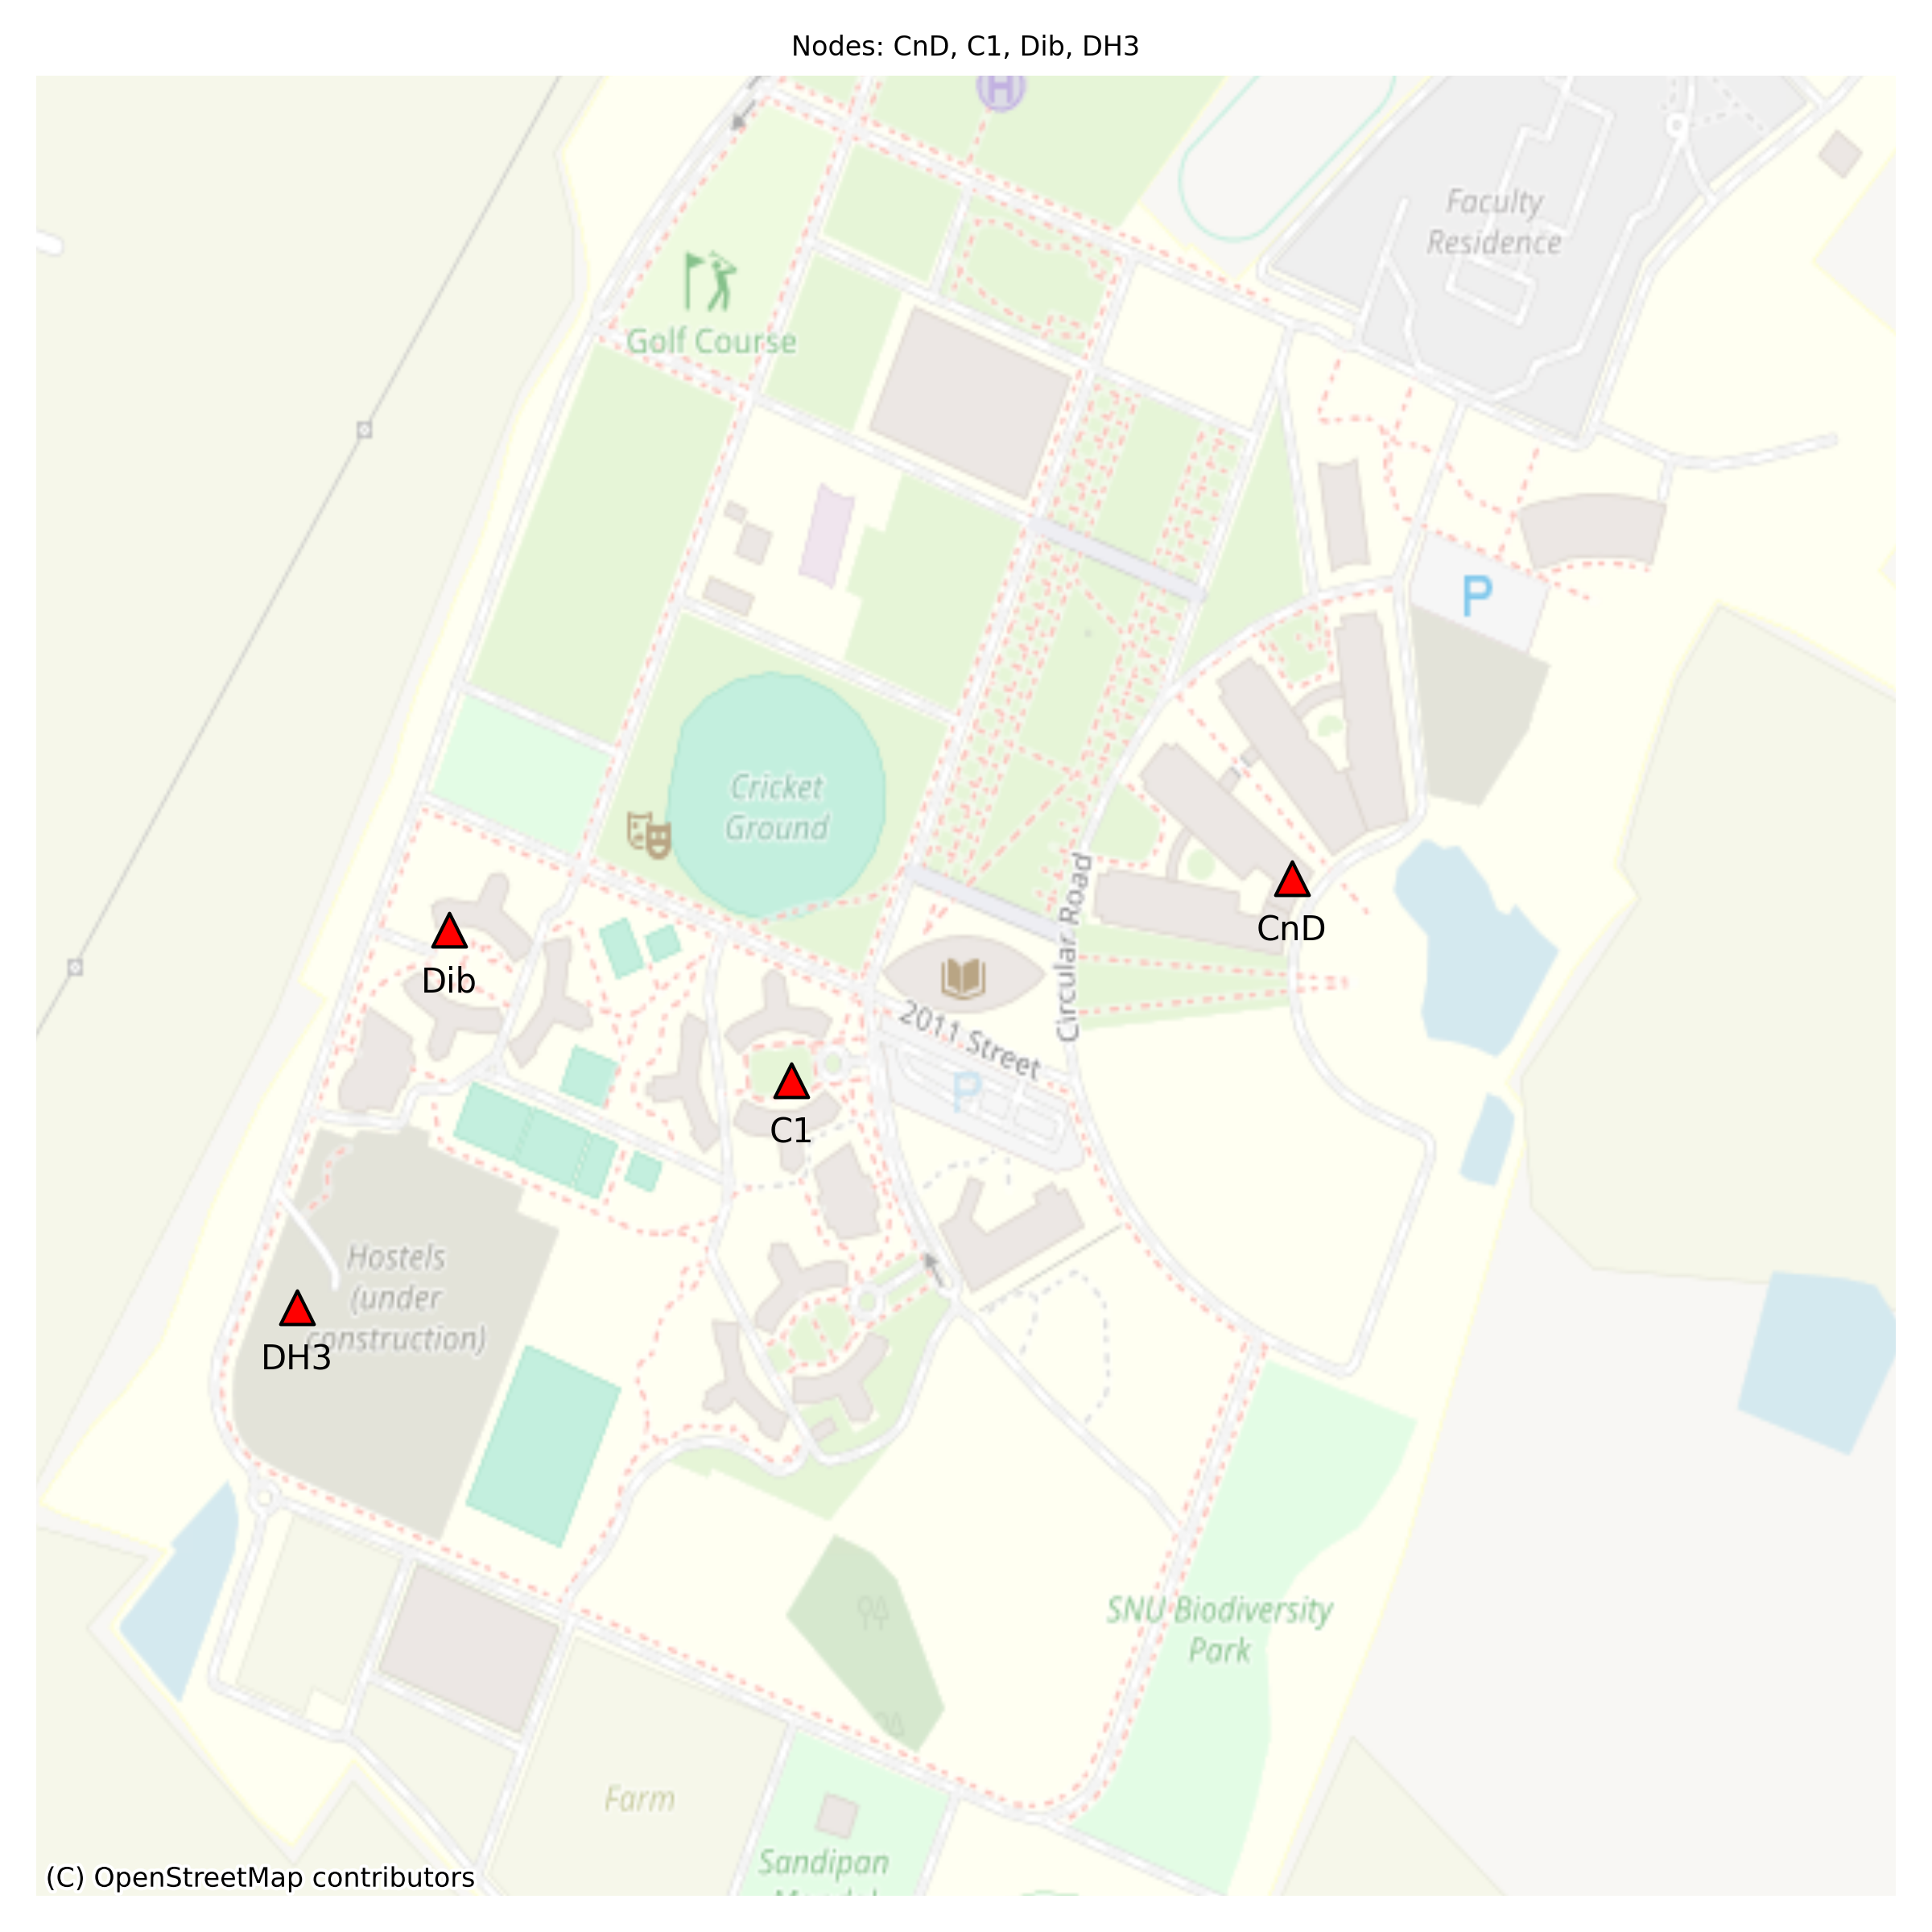 Nodes: CnD, C1, Dib, DH3
H
Faculty
Residence
Golf Course
P
Cricket
Ground
Circular Road
CnD
Dib
2011 Street
P
C1
Hostels
(under
construction)
DH3
SNU Biodiversity
Park
Farm
Sandipan
(C) OpenStreetMap contributors